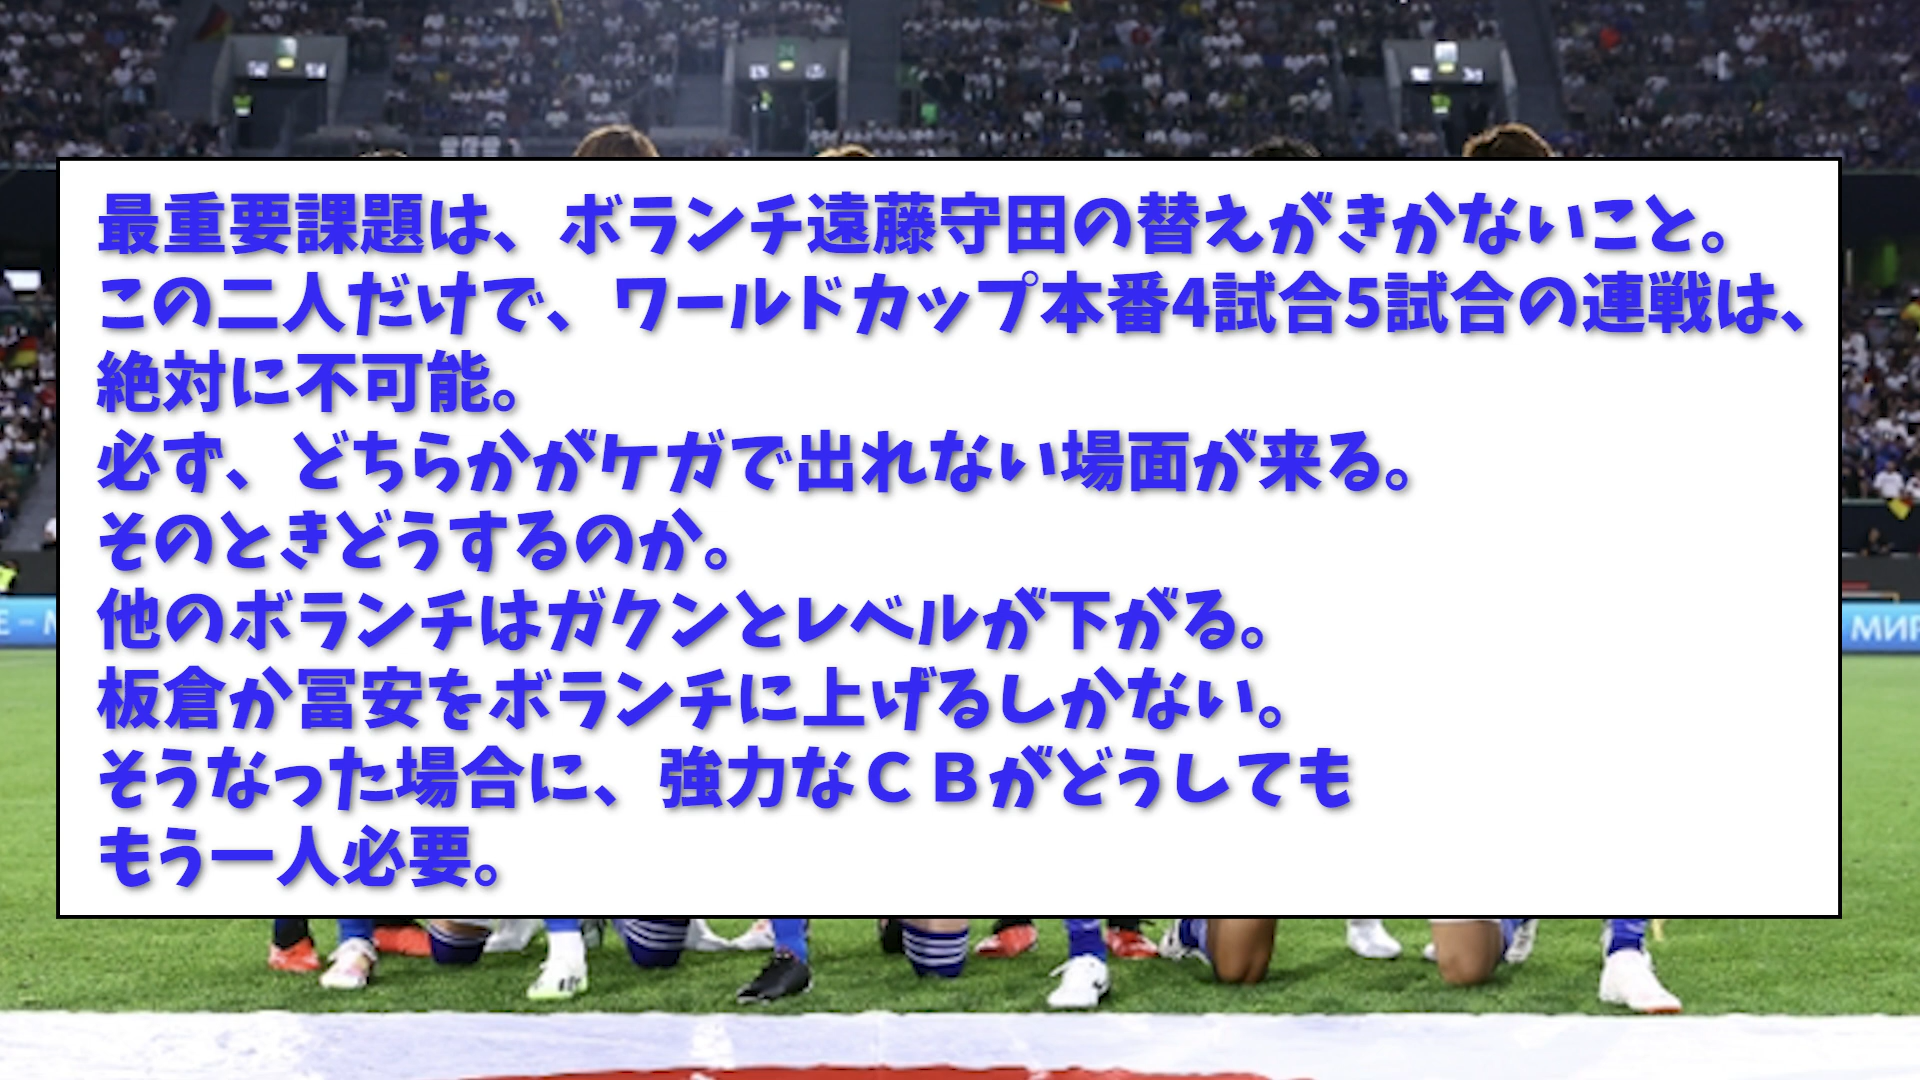 最重要課題は、ボランチ遠藤守田の替えがきかないこと。
この二人だけで、ワールドカップ本番4試合5試合の連戦は、
絶対に不可能。
必ず、どちらかがケガで出れない場面が来る。
そのときどうするのか。
他のボランチはガクンとレベルが下がる。
板倉か冨安をボランチに上げるしかない。
そうなった場合に、強力なＣＢがどうしても
もう一人必要。